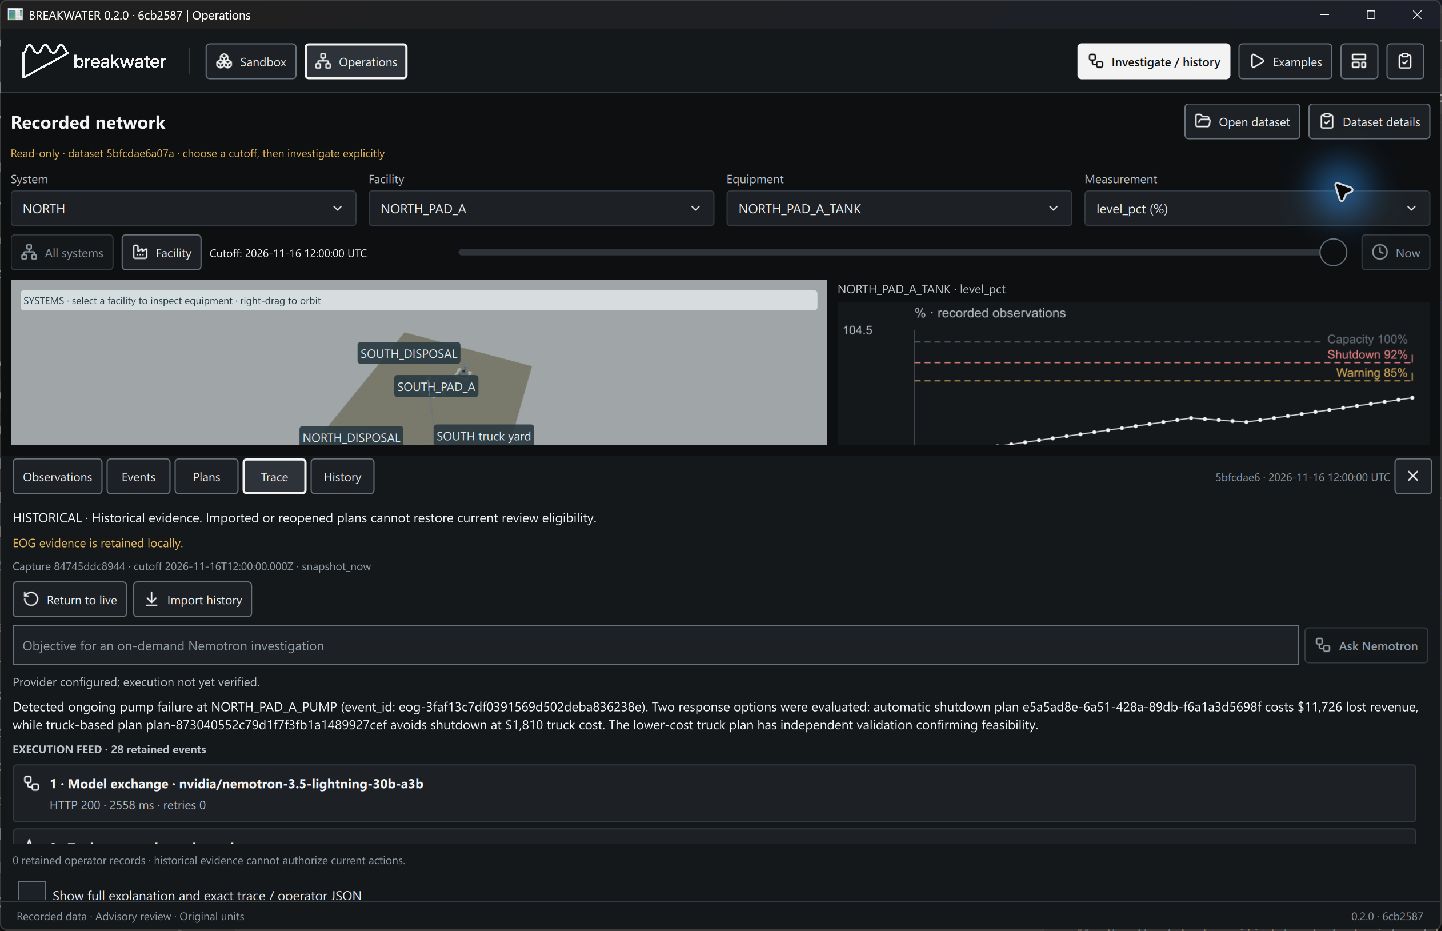 BREAKWATER 0.2.0 · 6cb2587 | Operations
breakwater
Sandbox
Operations
Investigate / history
Examples
Recorded network
Open dataset
Dataset details
Read-only · dataset 5bfcdae6a07a · choose a cutoff, then investigate explicitly
System
Facility
Equipment
Measurement
NORTH
NORTH_PAD_A
NORTH_PAD_A_TANK
level_pct (%)
All systems
Facility
Cutoff: 2026-11-16 12:00:00 UTC
Now
SYSTEMS · select a facility to inspect equipment · right-drag to orbit
SOUTH_DISPOSAL
SOUTH_PAD_A
NORTH_DISPOSAL
SOUTH truck yard
NORTH_PAD_A_TANK · level_pct
% · recorded observations
104.5
Capacity 100%
Shutdown 92%
Warning 85%
Observations
Events
Plans
Trace
History
5bfcdae6 · 2026-11-16 12:00:00 UTC
HISTORICAL · Historical evidence. Imported or reopened plans cannot restore current review eligibility.
EOG evidence is retained locally.
Capture 84745ddc8944 · cutoff 2026-11-16T12:00:00.000Z · snapshot_now
Return to live
Import history
Objective for an on-demand Nemotron investigation
Ask Nemotron
Provider configured; execution not yet verified.
Detected ongoing pump failure at NORTH_PAD_A_PUMP (event_id: eog-3faf13c7df0391569d502deba836238e). Two response options were evaluated: automatic shutdown plan e5a5ad8e-6a51-428a-89db-f6a1a3d5698f costs $11,726 lost revenue,
while truck-based plan plan-873040552c79d1f7f3fb1a1489927cef avoids shutdown at $1,810 truck cost. The lower-cost truck plan has independent validation confirming feasibility.
EXECUTION FEED · 28 retained events
1 · Model exchange · nvidia/nemotron-3.5-lightning-30b-a3b
HTTP 200 · 2558 ms · retries 0
0 retained operator records · historical evidence cannot authorize current actions.
Show full explanation and exact trace / operator JSON
Recorded data · Advisory review · Original units
0.2.0 · 6cb2587